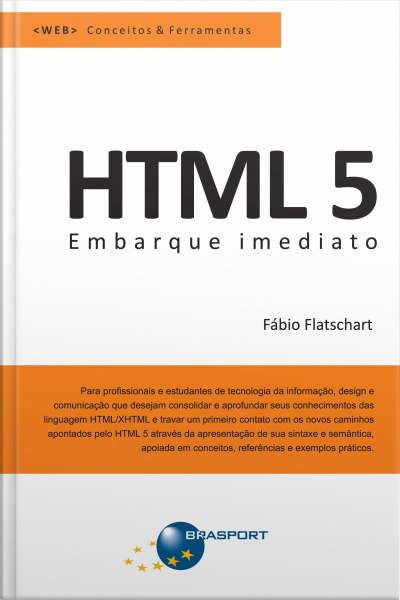 <WEB> Conceitos & Ferramentas
HTML 5
Embarque imediato
Fábio Flatschart
Para profissionais e estudantes de tecnologia da informação, design e
comunicação que desejam consolidar e aprofundar seus conhecimentos das
linguagem HTML/XHTML e travar um primeiro contato com os novos caminhos
apontados pelo HTML 5 através da apresentação de sua sintaxe e semântica,
apoiada em conceitos, referências e exemplos práticos.
BRASPORT